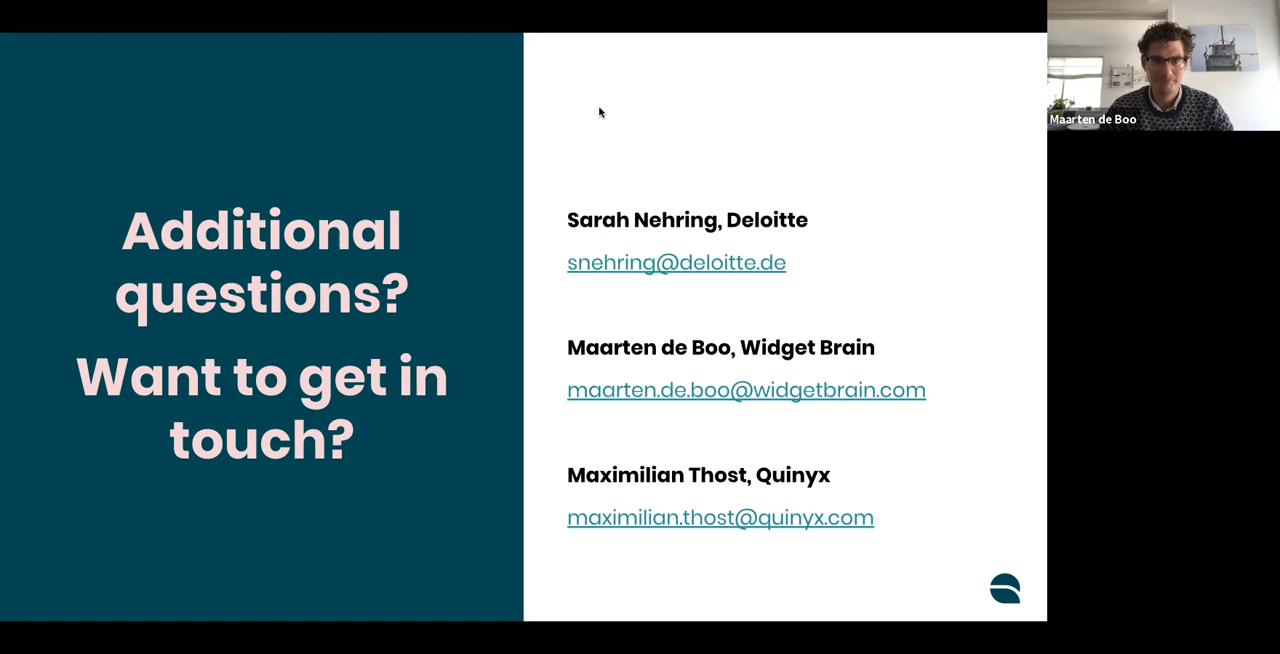 Additional
questions?
Want to get in
touch?
Sarah Nehring, Deloitte
snehring@deloitte.de
Maarten de Boo, Widget Brain
maarten.de.boo@widgetbrain.com
Maximilian Thost, Quinyx
maximilian.thost@quinyx.com
Maarten de Boo